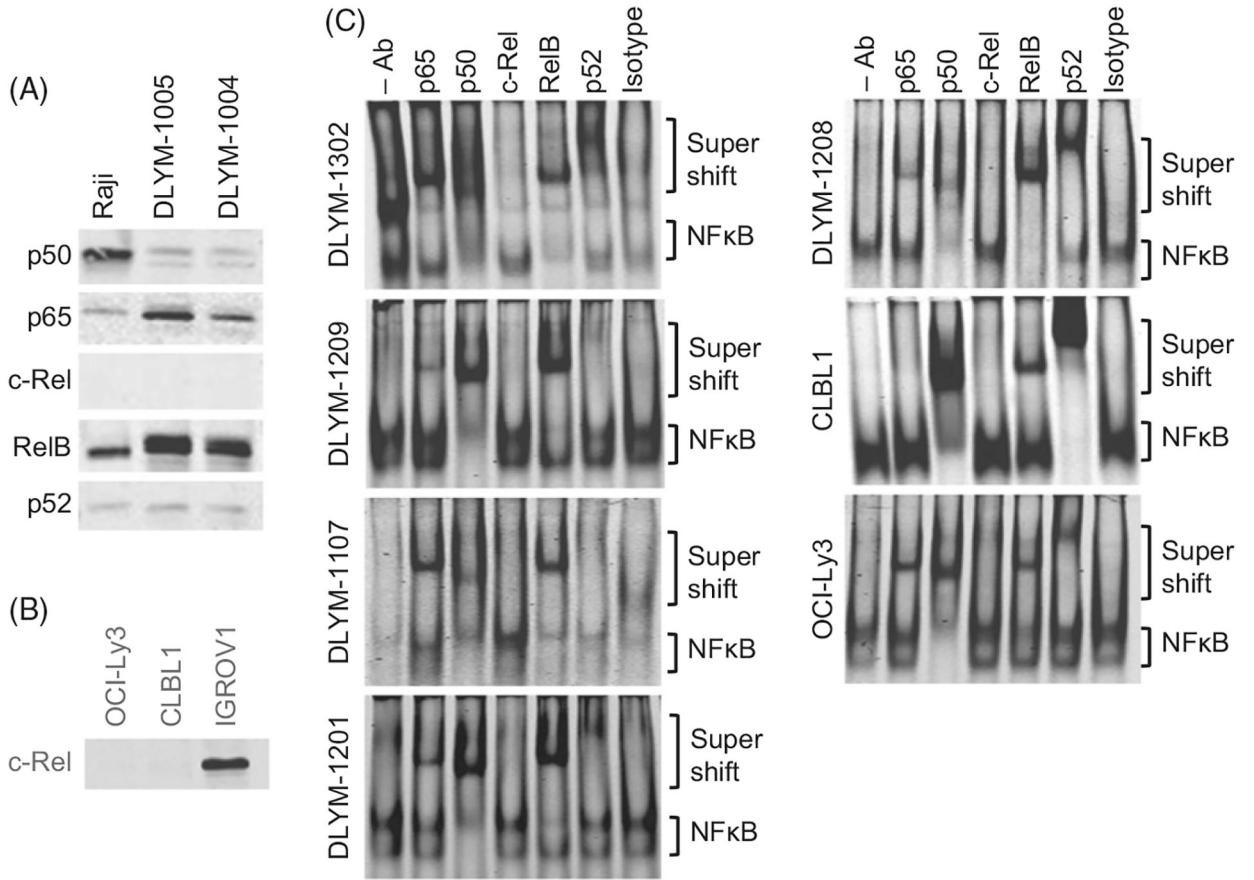 (A)
Raji
DLYM-1005
DLYM-1004
p50
p65
c-Rel
RelB
p52
(B)
OCI-Ly3
CLBL1
IGROV1
c-Rel
(C)
– Ab
p65
p50
c-Rel
RelB
p52
Isotype
DLYM-1302
Super
shift
NFκB
DLYM-1209
Super
shift
NFκB
DLYM-1107
Super
shift
NFκB
DLYM-1201
Super
shift
NFκB
– Ab
p65
p50
c-Rel
RelB
p52
Isotype
DLYM-1208
Super
shift
NFκB
CLBL1
Super
shift
NFκB
OCI-Ly3
Super
shift
NFκB